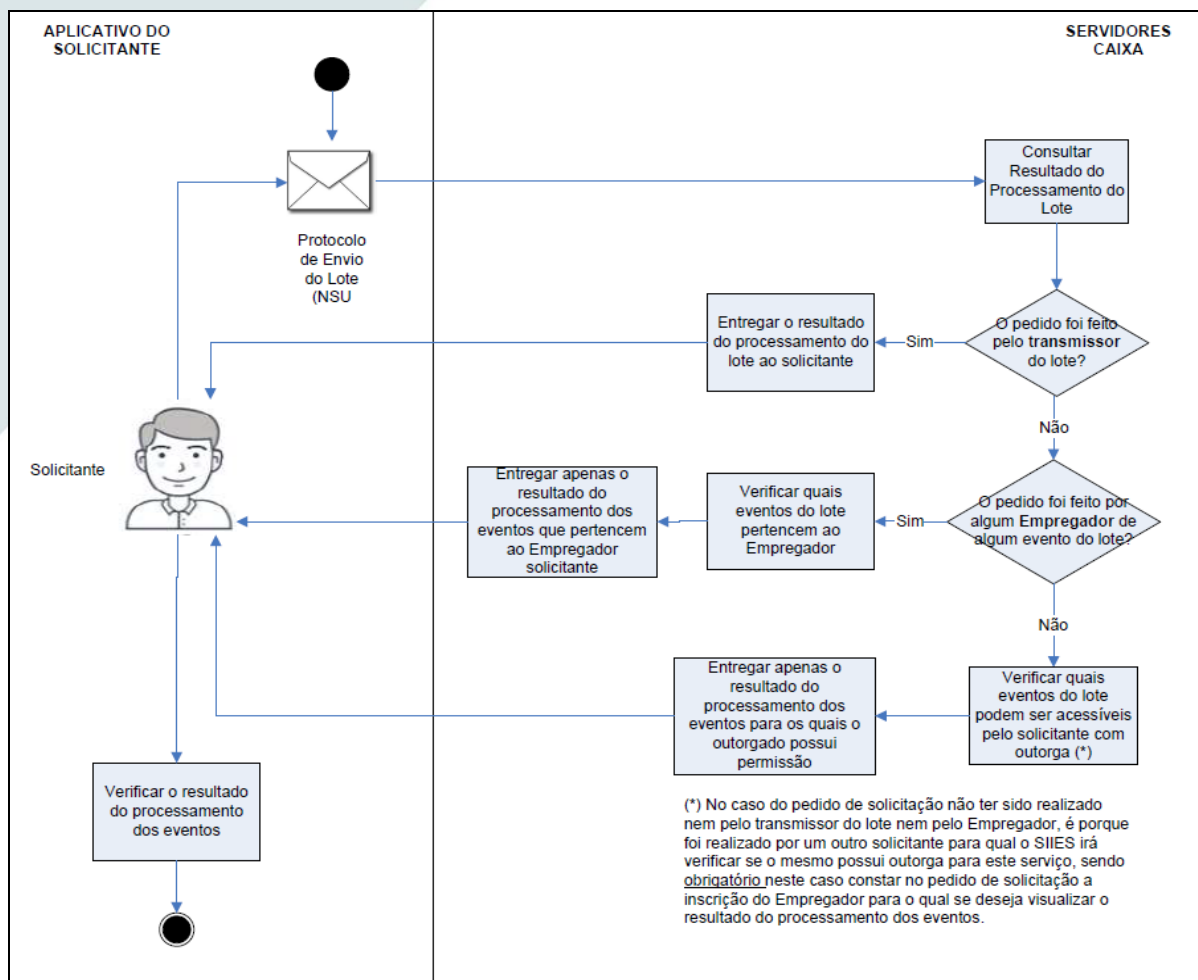 APLICATIVO DO
SOLICITANTE
SERVIDORES
CAIXA
Protocolo
de Envio
do Lote
(NSU
Consultar
Resultado do
Processamento do
Lote
O pedido foi feito
pelo transmissor
do lote?
Sim
Entregar o resultado
do processamento do
lote ao solicitante
Não
Solicitante
O pedido foi feito por
algum Empregador de
algum evento do lote?
Sim
Verificar quais
eventos do lote
pertencem ao
Empregador
Entregar apenas o
resultado do
processamento dos
eventos que pertencem
ao Empregador
solicitante
Não
Verificar quais
eventos do lote
podem ser acessíveis
pelo solicitante com
outorga (*)
Entregar apenas o
resultado do
processamento dos
eventos para os quais o
outorgado possui
permissão
Verificar o resultado
do processamento
dos eventos
(*) No caso do pedido de solicitação não ter sido realizado
nem pelo transmissor do lote nem pelo Empregador, é porque
foi realizado por um outro solicitante para qual o SIIES irá
verificar se o mesmo possui outorga para este serviço, sendo
obrigatório neste caso constar no pedido de solicitação a
inscrição do Empregador para o qual se deseja visualizar o
resultado do processamento dos eventos.